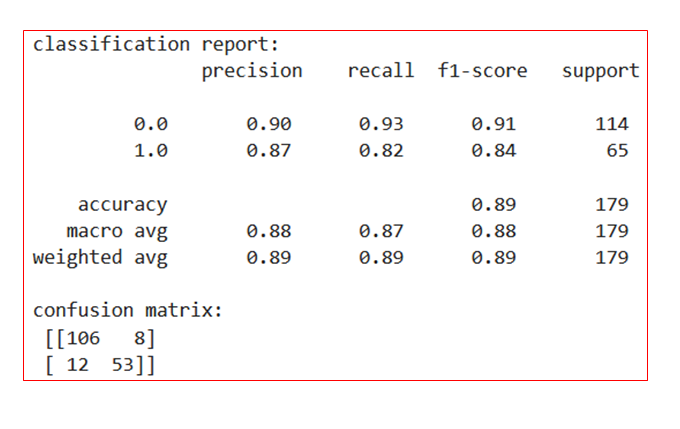 classification report:
precision recall f1-score support
0.0 0.90 0.93 0.91 114
1.0 0.87 0.82 0.84 65
accuracy 0.89 179
macro avg 0.88 0.87 0.88 179
weighted avg 0.89 0.89 0.89 179
confusion matrix:
[[106 8]
[ 12 53]]